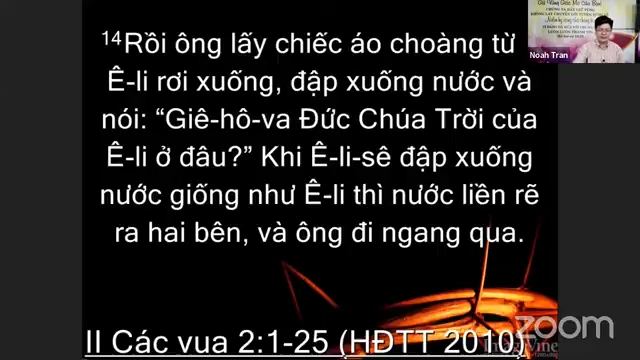 14Rồi ông lấy chiếc áo choàng từ
Ê-li rơi xuống, đập xuống nước và
nói: “Giê-hô-va Đức Chúa Trời của
Ê-li ở đâu?” Khi Ê-li-sê đập xuống
nước giống như Ê-li thì nước liền rẽ
ra hai bên, và ông đi ngang qua.
II Các vua 2:1-25 (HĐTT 2010)
Noah Tran
zoom